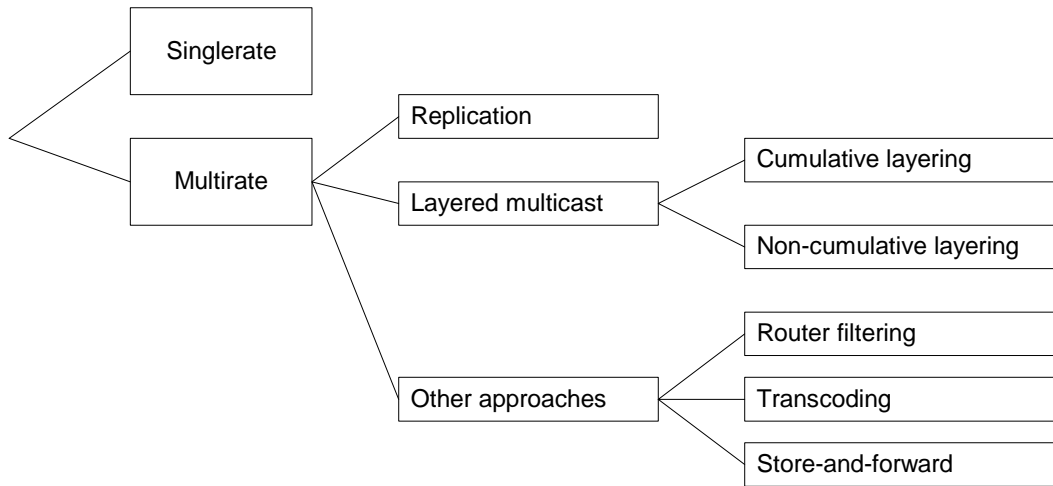 Singlerate
Multirate
Replication
Layered multicast
Other approaches
Cumulative layering
Non-cumulative layering
Router filtering
Transcoding
Store-and-forward